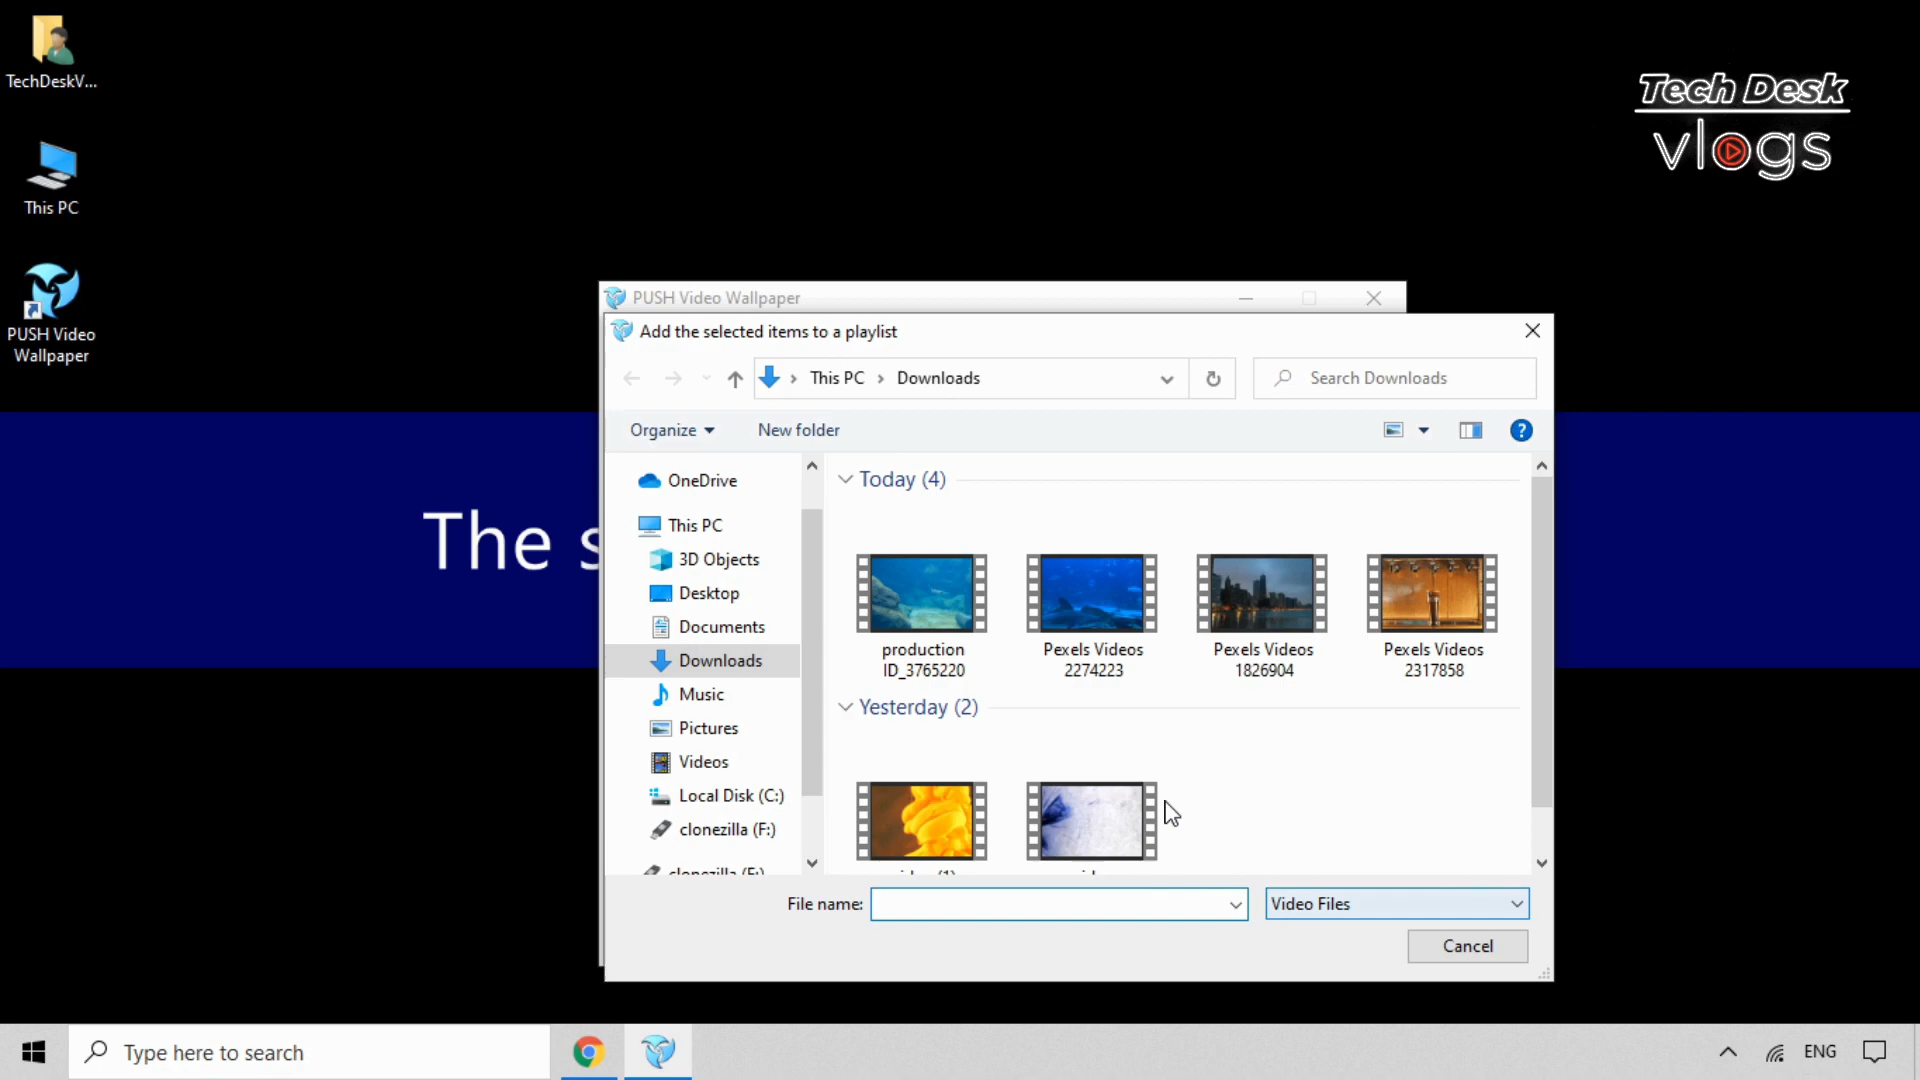 TechDeskV...
This PC
PUSH Video
Wallpaper
Tech Desk
vlogs
The s
PUSH Video Wallpaper
Add the selected items to a playlist
This PC
Downloads
Search Downloads
Organize
New folder
OneDrive
This PC
3D Objects
Desktop
Documents
Downloads
Music
Pictures
Videos
Local Disk (C:)
clonezilla (F:)
Today (4)
production
ID_3765220
Pexels Videos
2274223
Pexels Videos
1826904
Pexels Videos
2317858
Yesterday (2)
File name:
Video Files
Cancel
Type here to search
ENG